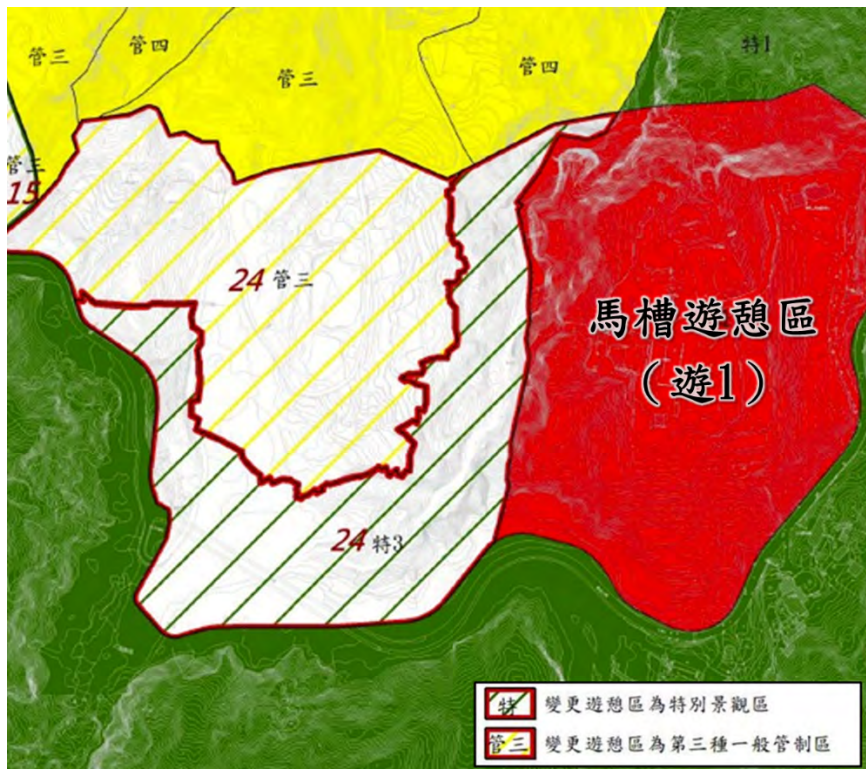 管四
特1
管三
管三
管四
管三
15
24 管三
馬槽遊憩區
（遊1）
24 特3
特 變更遊憩區為特別景觀區
管三 變更遊憩區為第三種一般管制區